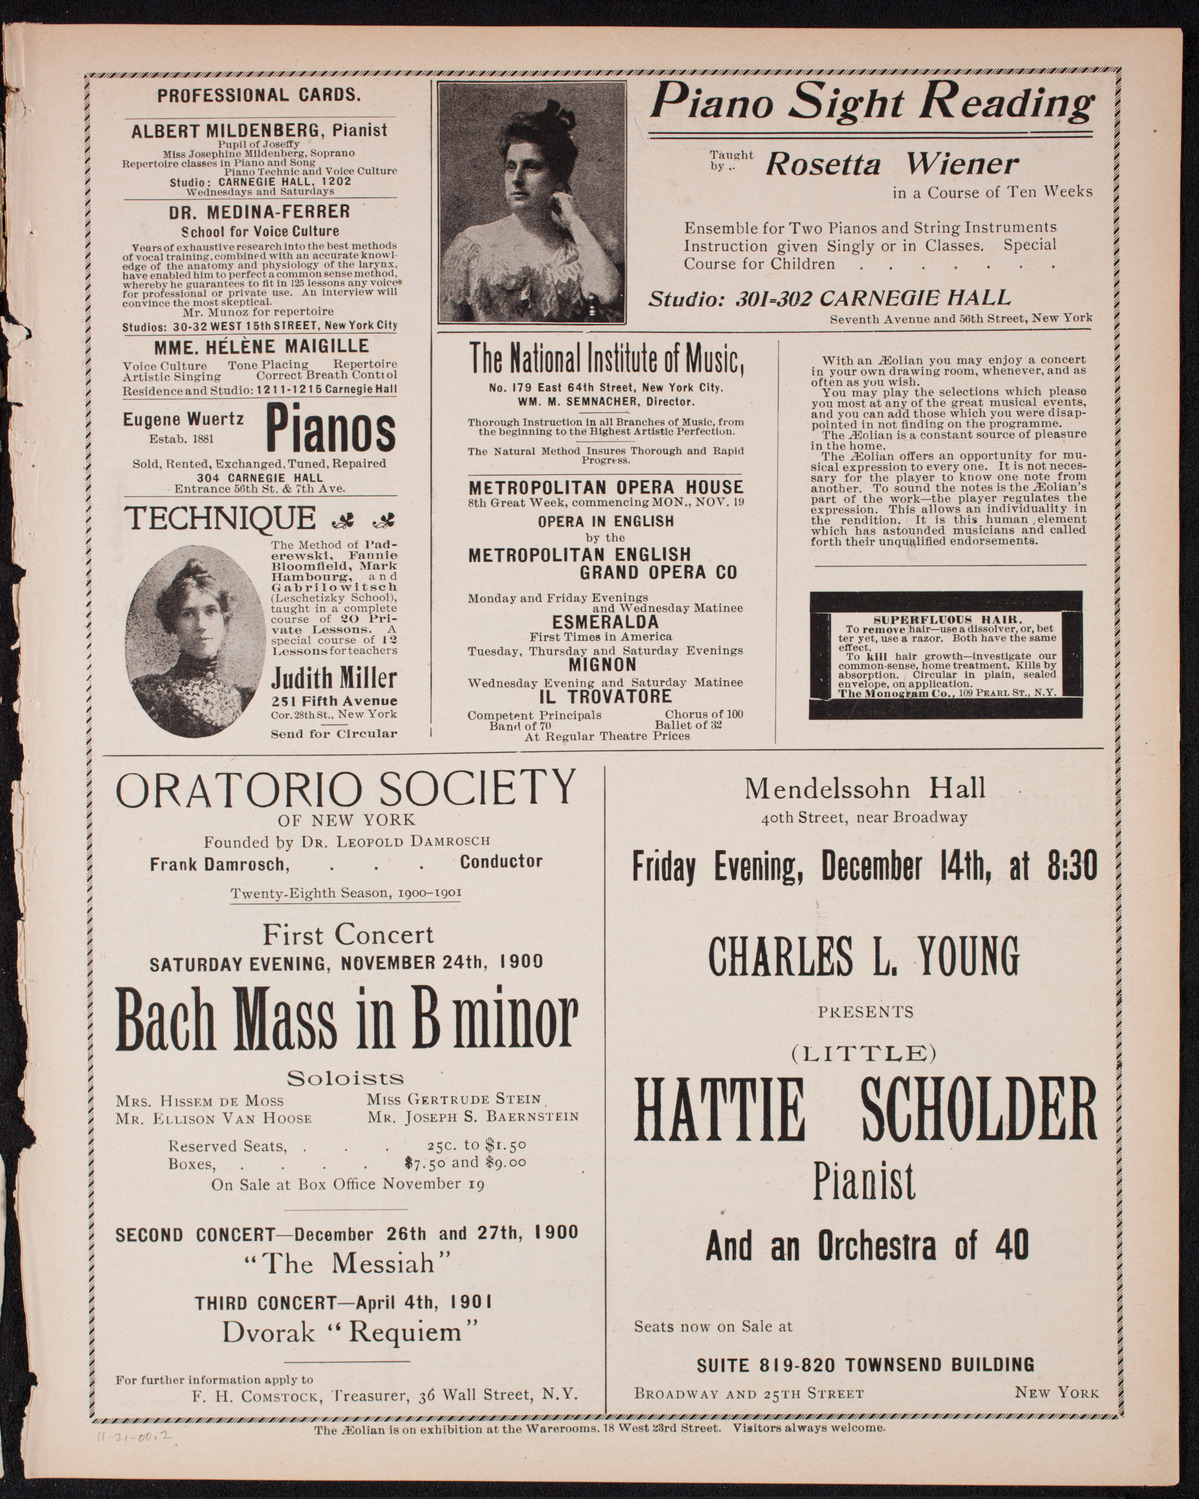 PROFESSIONAL CARDS.
ALBERT MILDENBERG, Pianist
Pupil of Joseffy
Miss Josephine Mildenberg, Soprano
Repertoire classes in Piano and Song
Piano Technic and Voice Culture
Studio: CARNEGIE HALL, 1202
Wednesdays and Saturdays
DR. MEDINA-FERRER
School for Voice Culture
Years of exhaustive research into the best methods
of vocal training, combined with an accurate knowl-
edge of the anatomy and physiology of the larynx,
have enabled him to perfect a common sense method,
whereby he guarantees to fit in 125 lessons any voice
for professional or private use. An interview will
convince the most skeptical.
Mr. Munoz for repertoire
Studios: 30-32 WEST 15th STREET, New York City
MME. HÉLÈNE MAIGILLE
Voice Culture Tone Placing Repertoire
Artistic Singing Correct Breath Control
Residence and Studio: 1211-1215 Carnegie Hall
Eugene Wuertz
Estab. 1881
Pianos
Sold, Rented, Exchanged, Tuned, Repaired
304 CARNEGIE HALL
Entrance 56th St. & 7th Ave.
TECHNIQUE
The Method of Pad-
erewski, Fannie
Bloomfield, Mark
Hambourg, and
Gabrilowitsch
(Leschetizky School),
taught in a complete
course of 20 Pri-
vate Lessons. A
special course of 12
Lessons for teachers
Judith Miller
251 Fifth Avenue
Cor. 28th St., New York
Send for Circular
Piano Sight Reading
Taught
by ..
Rosetta Wiener
in a Course of Ten Weeks
Ensemble for Two Pianos and String Instruments
Instruction given Singly or in Classes. Special
Course for Children . . . . . . .
Studio: 301=302 CARNEGIE HALL
Seventh Avenue and 56th Street, New York
The National Institute of Music,
No. 179 East 64th Street, New York City.
WM. M. SEMNACHER, Director.
Thorough Instruction in all Branches of Music, from
the beginning to the Highest Artistic Perfection.
The Natural Method Insures Thorough and Rapid
Progress.
METROPOLITAN OPERA HOUSE
8th Great Week, commencing MON., NOV. 19
OPERA IN ENGLISH
by the
METROPOLITAN ENGLISH
GRAND OPERA CO
Monday and Friday Evenings
and Wednesday Matinee
ESMERALDA
First Times in America
Tuesday, Thursday and Saturday Evenings
MIGNON
Wednesday Evening and Saturday Matinee
IL TROVATORE
Competent Principals Chorus of 100
Band of 70 Ballet of 32
At Regular Theatre Prices
With an Æolian you may enjoy a concert
in your own drawing room, whenever, and as
often as you wish.
You may play the selections which please
you most at any of the great musical events,
and you can add those which you were disap-
pointed in not finding on the programme.
The Æolian is a constant source of pleasure
in the home.
The Æolian offers an opportunity for mu-
sical expression to every one. It is not neces-
sary for the player to know one note from
another. To sound the notes is the Æolian's
part of the work—the player regulates the
expression. This allows an individuality in
the rendition. It is this human element
which has astounded musicians and called
forth their unqualified endorsements.
SUPERFLUOUS HAIR.
To remove hair—use a dissolver, or, bet
ter yet, use a razor. Both have the same
effect.
To kill hair growth—investigate our
common-sense, home treatment. Kills by
absorption. Circular in plain, sealed
envelope, on application.
The Monogram Co., 109 PEARL ST., N.Y.
ORATORIO SOCIETY
OF NEW YORK
Founded by DR. LEOPOLD DAMROSCH
Frank Damrosch, . . . Conductor
Twenty-Eighth Season, 1900-1901
First Concert
SATURDAY EVENING, NOVEMBER 24th, 1900
Bach Mass in B minor
Soloists
MRS. HISSEM DE MOSS MISS GERTRUDE STEIN
MR. ELLISON VAN HOOSE MR. JOSEPH S. BAERNSTEIN
Reserved Seats, . . . 25c. to $1.50
Boxes, . . . . $7.50 and $9.00
On Sale at Box Office November 19
SECOND CONCERT—December 26th and 27th, 1900
"The Messiah"
THIRD CONCERT—April 4th, 1901
Dvorak "Requiem"
For further information apply to
F. H. COMSTOCK, Treasurer, 36 Wall Street, N.Y.
Mendelssohn Hall
40th Street, near Broadway
Friday Evening, December 14th, at 8:30
CHARLES L. YOUNG
PRESENTS
(LITTLE)
HATTIE SCHOLDER
Pianist
And an Orchestra of 40
Seats now on Sale at
SUITE 819-820 TOWNSEND BUILDING
BROADWAY AND 25TH STREET NEW YORK
The Æolian is on exhibition at the Warerooms, 18 West 23rd Street. Visitors always welcome.
11-21-00.2